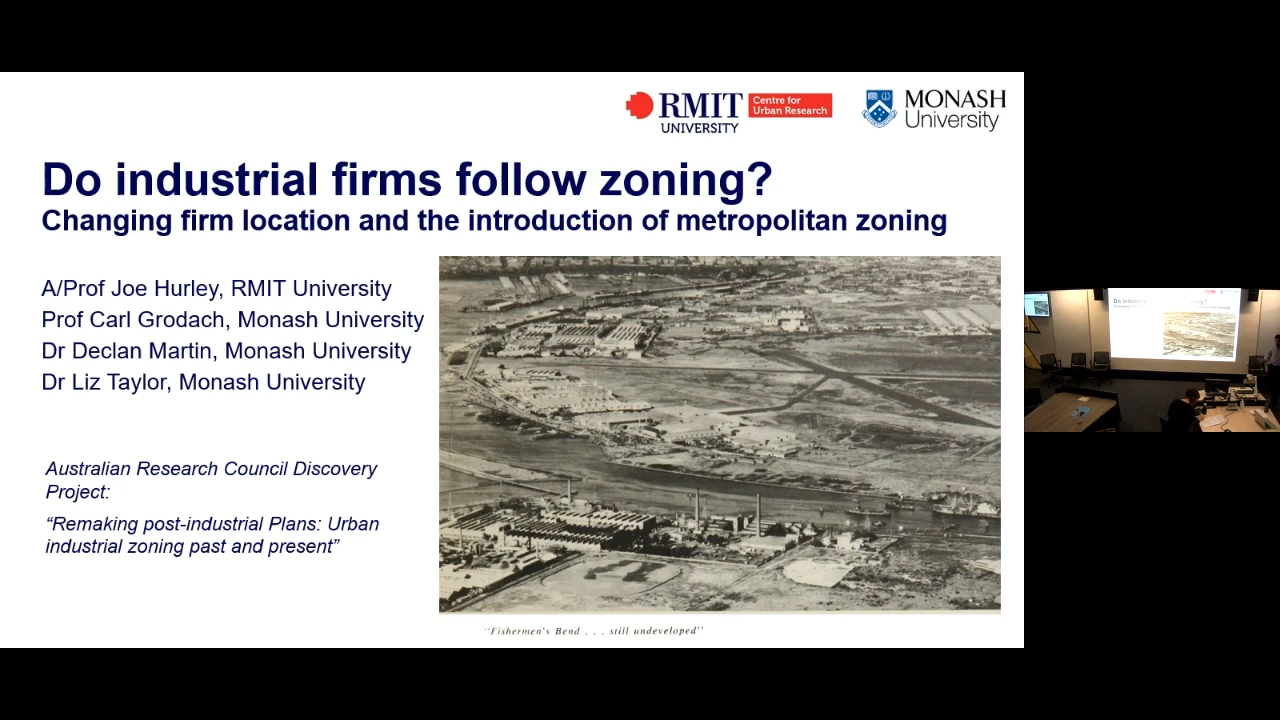 RMIT
UNIVERSITY
Centre for
Urban Research
MONASH
University
Do industrial firms follow zoning?
Changing firm location and the introduction of metropolitan zoning
A/Prof Joe Hurley, RMIT University
Prof Carl Grodach, Monash University
Dr Declan Martin, Monash University
Dr Liz Taylor, Monash University
Australian Research Council Discovery
Project:
“Remaking post-industrial Plans: Urban
industrial zoning past and present”
"Fishermen's Bend . . . still undeveloped"